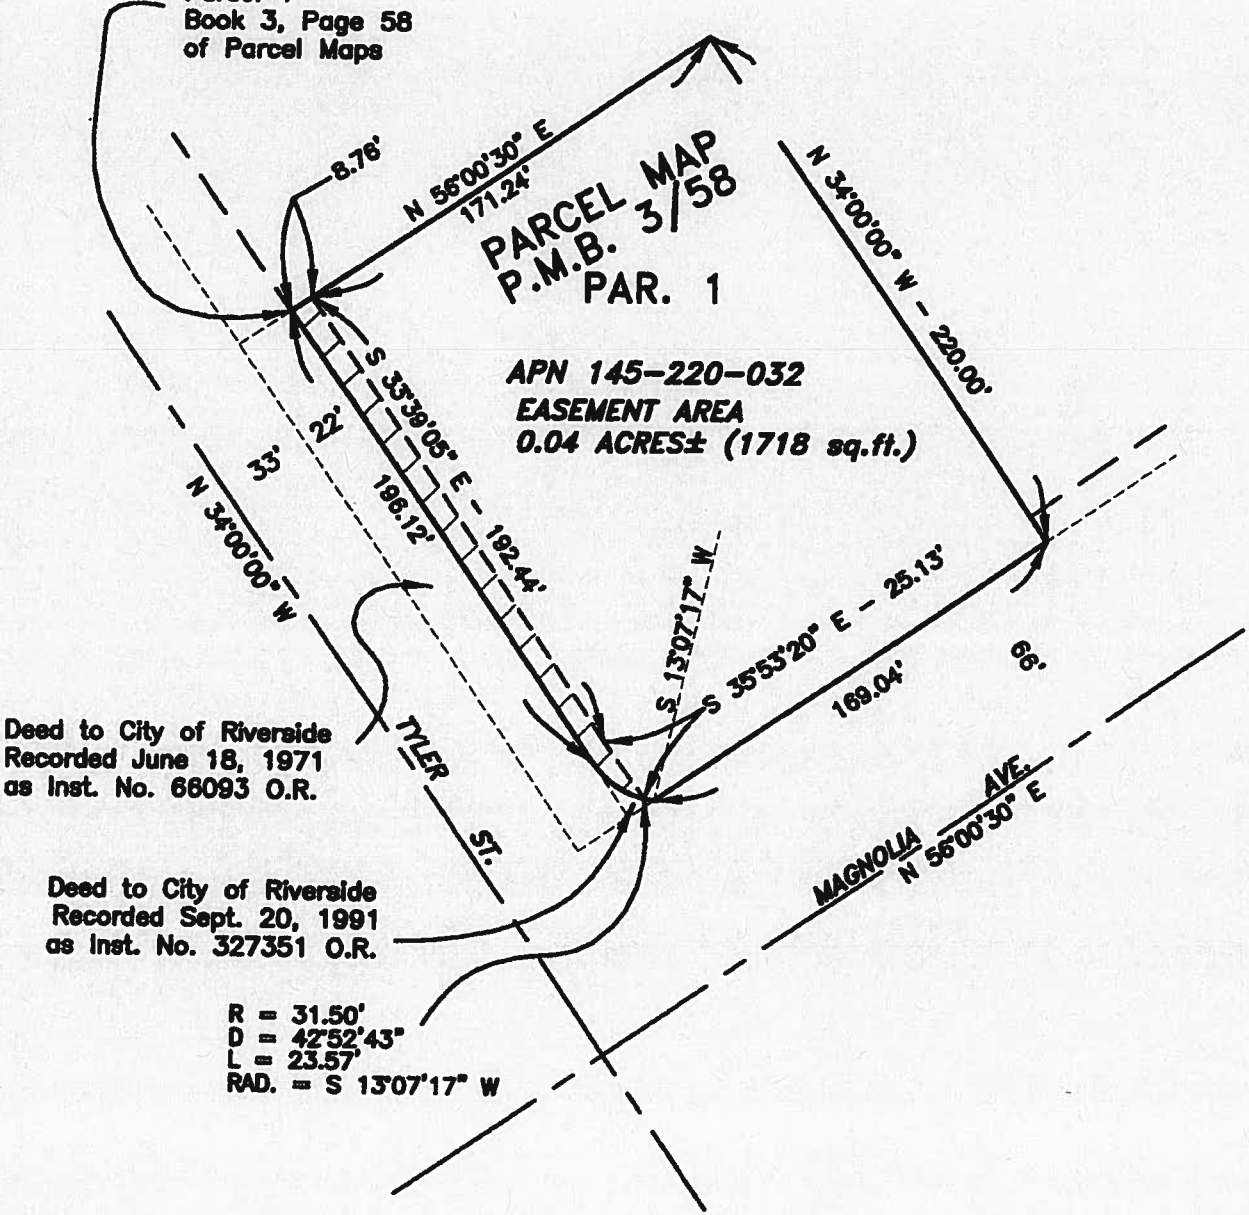 Book 3, Page 58
of Parcel Maps
8.76'
N 56°00'30" E
171.24'
PARCEL MAP
P.M.B. 3/58
PAR. 1
N 34°00'00" W - 220.00'
APN 145-220-032
EASEMENT AREA
0.04 ACRES± (1718 sq.ft.)
S 33°39'05" E - 192.44'
196.12'
22'
33'
N 34°00'00" W
S 13°07'17" W
S 35°53'20" E - 25.13'
169.04'
66'
Deed to City of Riverside
Recorded June 18, 1971
as Inst. No. 66093 O.R.
TYLER ST.
MAGNOLIA AVE.
N 56°00'30" E
Deed to City of Riverside
Recorded Sept. 20, 1991
as Inst. No. 327351 O.R.
R = 31.50'
D = 42°52'43"
L = 23.57'
RAD. = S 13°07'17" W